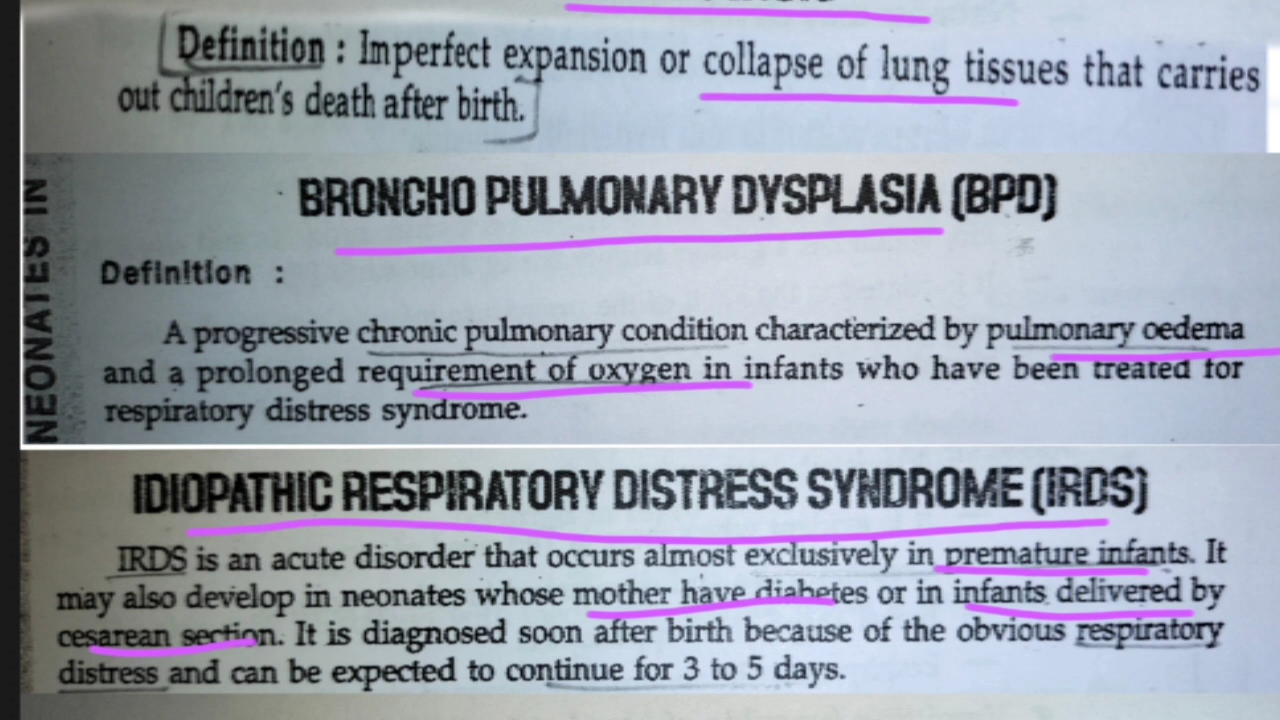 Definition : Imperfect expansion or collapse of lung tissues that carries
out children's death after birth.
NEONATES IN
BRONCHO PULMONARY DYSPLASIA (BPD)
Definition :
A progressive chronic pulmonary condition characterized by pulmonary oedema
and a prolonged requirement of oxygen in infants who have been treated for
respiratory distress syndrome.
IDIOPATHIC RESPIRATORY DISTRESS SYNDROME (IRDS)
IRDS is an acute disorder that occurs almost exclusively in premature infants. It
may also develop in neonates whose mother have diabetes or in infants delivered by
cesarean section. It is diagnosed soon after birth because of the obvious respiratory
distress and can be expected to continue for 3 to 5 days.